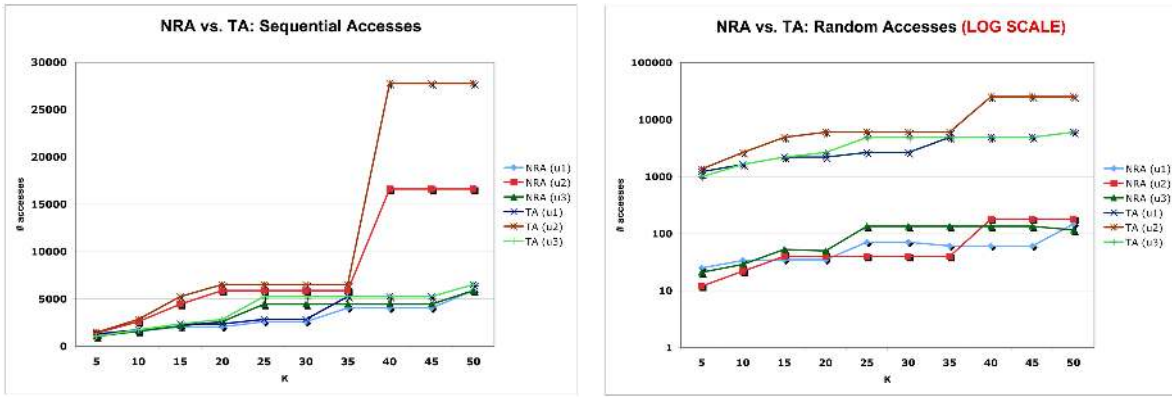 NRA vs. TA: Sequential Accesses
30000
25000
20000
15000
10000
5000
0
# accesses
5 10 15 20 25 30 35 40 45 50
K
NRA (u1)
NRA (u2)
NRA (u3)
TA (u1)
TA (u2)
TA (u3)
NRA vs. TA: Random Accesses (LOG SCALE)
100000
10000
1000
100
10
1
# accesses
5 10 15 20 25 30 35 40 45 50
K
NRA (u1)
NRA (u2)
NRA (u3)
TA (u1)
TA (u2)
TA (u3)